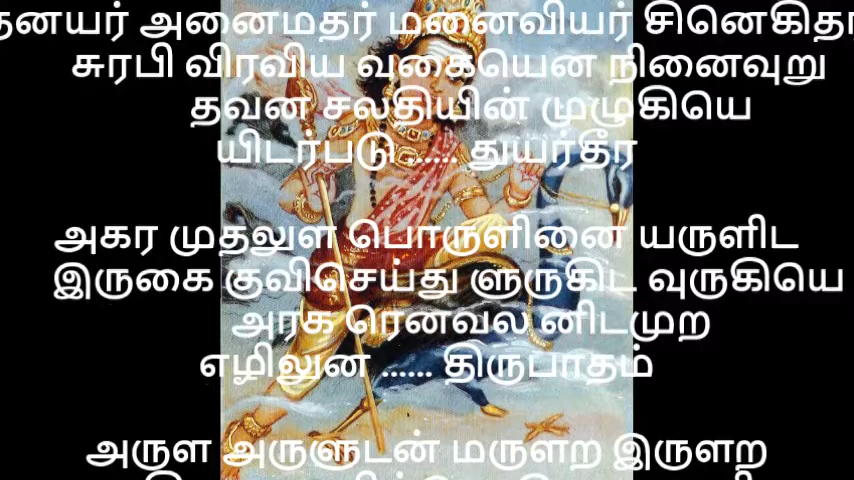 அனைமதர் மனைவியர்
சுரபி விரவிய வகையென நினைவுறு
தவன சலதியின் முழுகியெ
யிடர்படு ...... துயர்தீர
அகர முதலுள பொருளினை யருளிட
இருகை குவிசெய்து ளுருகிட வுருகியெ
அரக ரெனவல னிடமுற
எழிலுன ...... திருபாதம்
அருள அருளுடன் மருளற இருளற